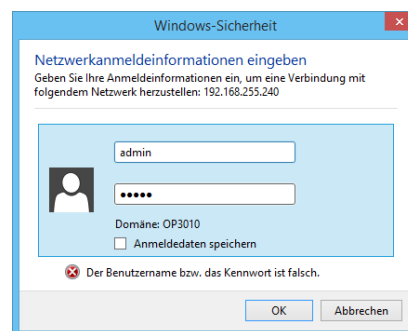 Windows-Sicherheit
Netzwerkanmeldeinformationen eingeben
Geben Sie Ihre Anmeldeinformationen ein, um eine Verbindung mit
folgendem Netzwerk herzustellen: 192.168.255.240
admin
●●●●●
Domäne: OP3010
Anmeldedaten speichern
Der Benutzername bzw. das Kennwort ist falsch.
OK Abbrechen